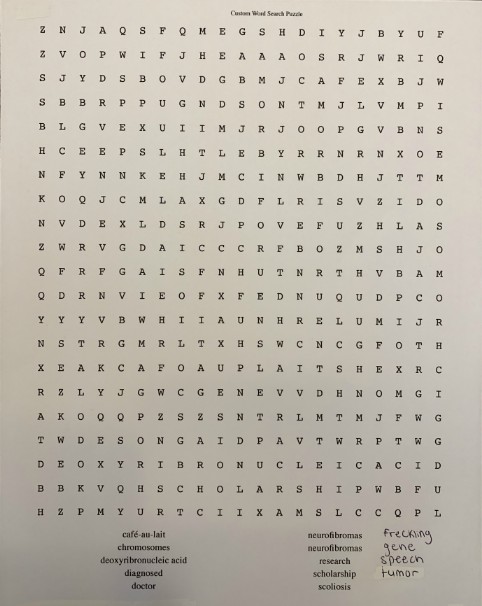 Custom Word Search Puzzle
Z N J A Q S F Q M E G S H D I Y J B Y U F
Z V O P W I F J H E A A A O S R J W R I Q
S J Y D S B O V D G B M J C A F E X B J W
S B B R P P U G N D S O N T M J L V M P I
B L G V E X U I I M J R J O O P G V B N S
H C E E P S L H T L E B Y R R N R N X O E
N F Y N N K E H J M C I N W B D H J T T M
K O Q J C M L A X G D F L R I S V Z I D O
N V D E X L D S R J P O V E F U Z H L A S
Z W R V G D A I C C C R F B O Z M S H J O
Q F R F G A I S F N H U T N R T H V B A M
Q D R N V I E O F X F E D N U Q U D P C O
Y Y Y V B W H I I A U N H R E L U M I J R
N S T R G M R L T X H S W C N C G F O T H
X E A K C A F O A U P L A I T S H E X R C
R Z L Y J G W C G E N E V V D H N O M G I
A K O Q Q P Z S Z S N T R L M T M J F W G
T W D E S O N G A I D P A V T W R P T W G
D E O X Y R I B R O N U C L E I C A C I D
B B K V Q H S C H O L A R S H I P W B F U
H Z P M Y U R T C I I X A M S L C C Q P L
café-au-lait neurofibromas freckling
chromosomes neurofibromas gene
deoxyribronucleic acid research speech
diagnosed scholarship tumor
doctor scoliosis